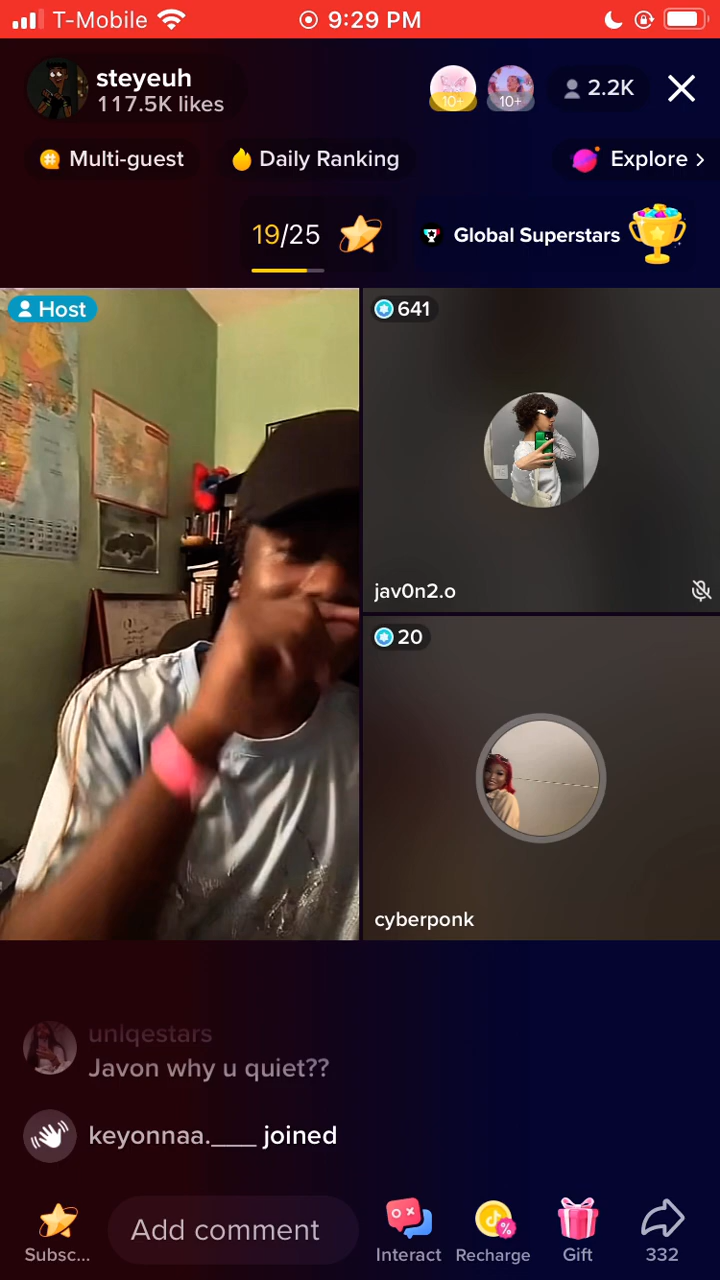 T-Mobile 9:29 PM
steyeuh
117.5K likes
10+ 10+ 2.2K
Multi-guest Daily Ranking Explore >
19/25 Global Superstars
Host
641
jav0n2.o
20
cyberponk
unlqestars
Javon why u quiet??
keyonnaa.___ joined
Add comment
Subsc... Interact Recharge Gift 332